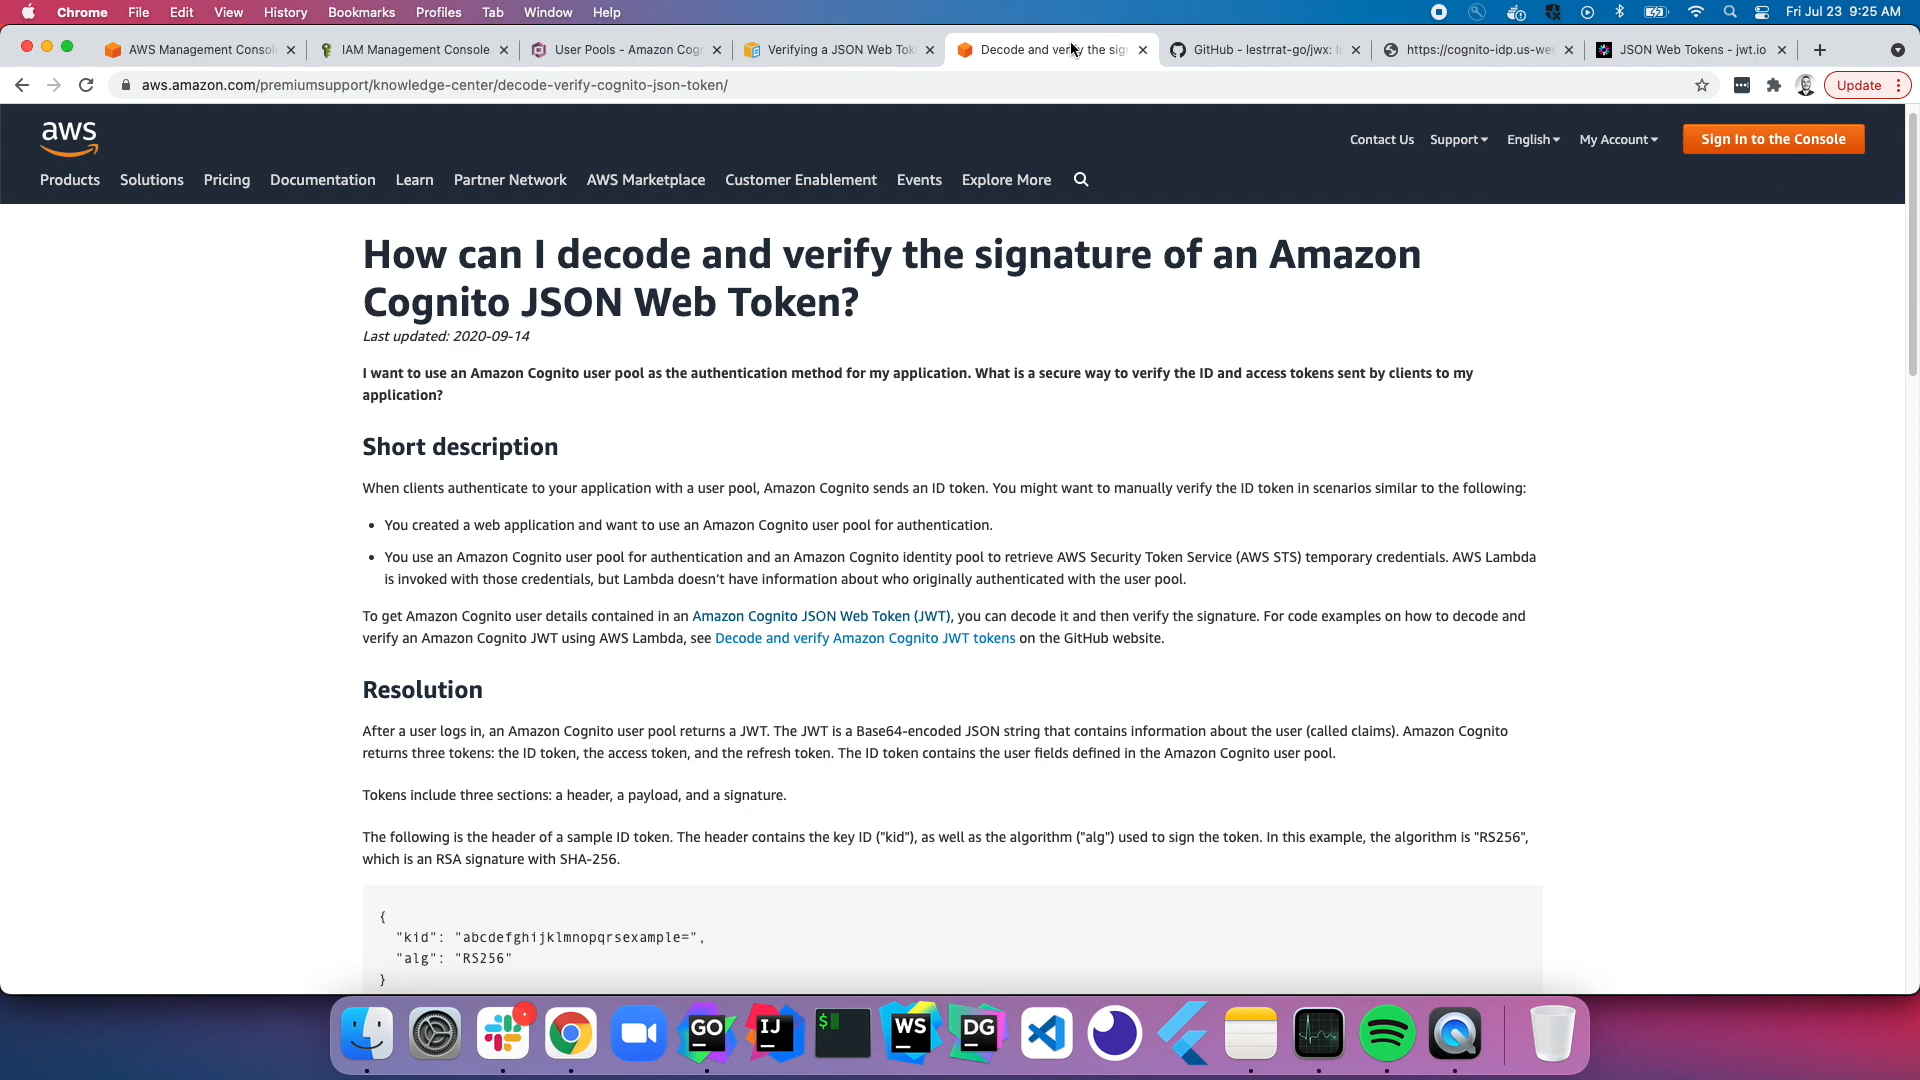 Chrome File Edit View History Bookmarks Profiles Tab Window Help
Fri Jul 23 9:25 AM
AWS Management Consol
IAM Management Console
User Pools - Amazon Cog
Verifying a JSON Web Tok
Decode and verify the sig
GitHub - lestrrat-go/jwx: I
https://cognito-idp.us-wes
JSON Web Tokens - jwt.io
aws.amazon.com/premiumsupport/knowledge-center/decode-verify-cognito-json-token/
Update
aws
Contact Us Support English My Account Sign In to the Console
Products Solutions Pricing Documentation Learn Partner Network AWS Marketplace Customer Enablement Events Explore More
How can I decode and verify the signature of an Amazon
Cognito JSON Web Token?
Last updated: 2020-09-14
I want to use an Amazon Cognito user pool as the authentication method for my application. What is a secure way to verify the ID and access tokens sent by clients to my
application?
Short description
When clients authenticate to your application with a user pool, Amazon Cognito sends an ID token. You might want to manually verify the ID token in scenarios similar to the following:
• You created a web application and want to use an Amazon Cognito user pool for authentication.
• You use an Amazon Cognito user pool for authentication and an Amazon Cognito identity pool to retrieve AWS Security Token Service (AWS STS) temporary credentials. AWS Lambda
is invoked with those credentials, but Lambda doesn't have information about who originally authenticated with the user pool.
To get Amazon Cognito user details contained in an Amazon Cognito JSON Web Token (JWT), you can decode it and then verify the signature. For code examples on how to decode and
verify an Amazon Cognito JWT using AWS Lambda, see Decode and verify Amazon Cognito JWT tokens on the GitHub website.
Resolution
After a user logs in, an Amazon Cognito user pool returns a JWT. The JWT is a Base64-encoded JSON string that contains information about the user (called claims). Amazon Cognito
returns three tokens: the ID token, the access token, and the refresh token. The ID token contains the user fields defined in the Amazon Cognito user pool.
Tokens include three sections: a header, a payload, and a signature.
The following is the header of a sample ID token. The header contains the key ID ("kid"), as well as the algorithm ("alg") used to sign the token. In this example, the algorithm is "RS256",
which is an RSA signature with SHA-256.
{
"kid": "abcdefghijklmnopqrsexample=",
"alg": "RS256"
}
GO
IJ
$
WS
DG